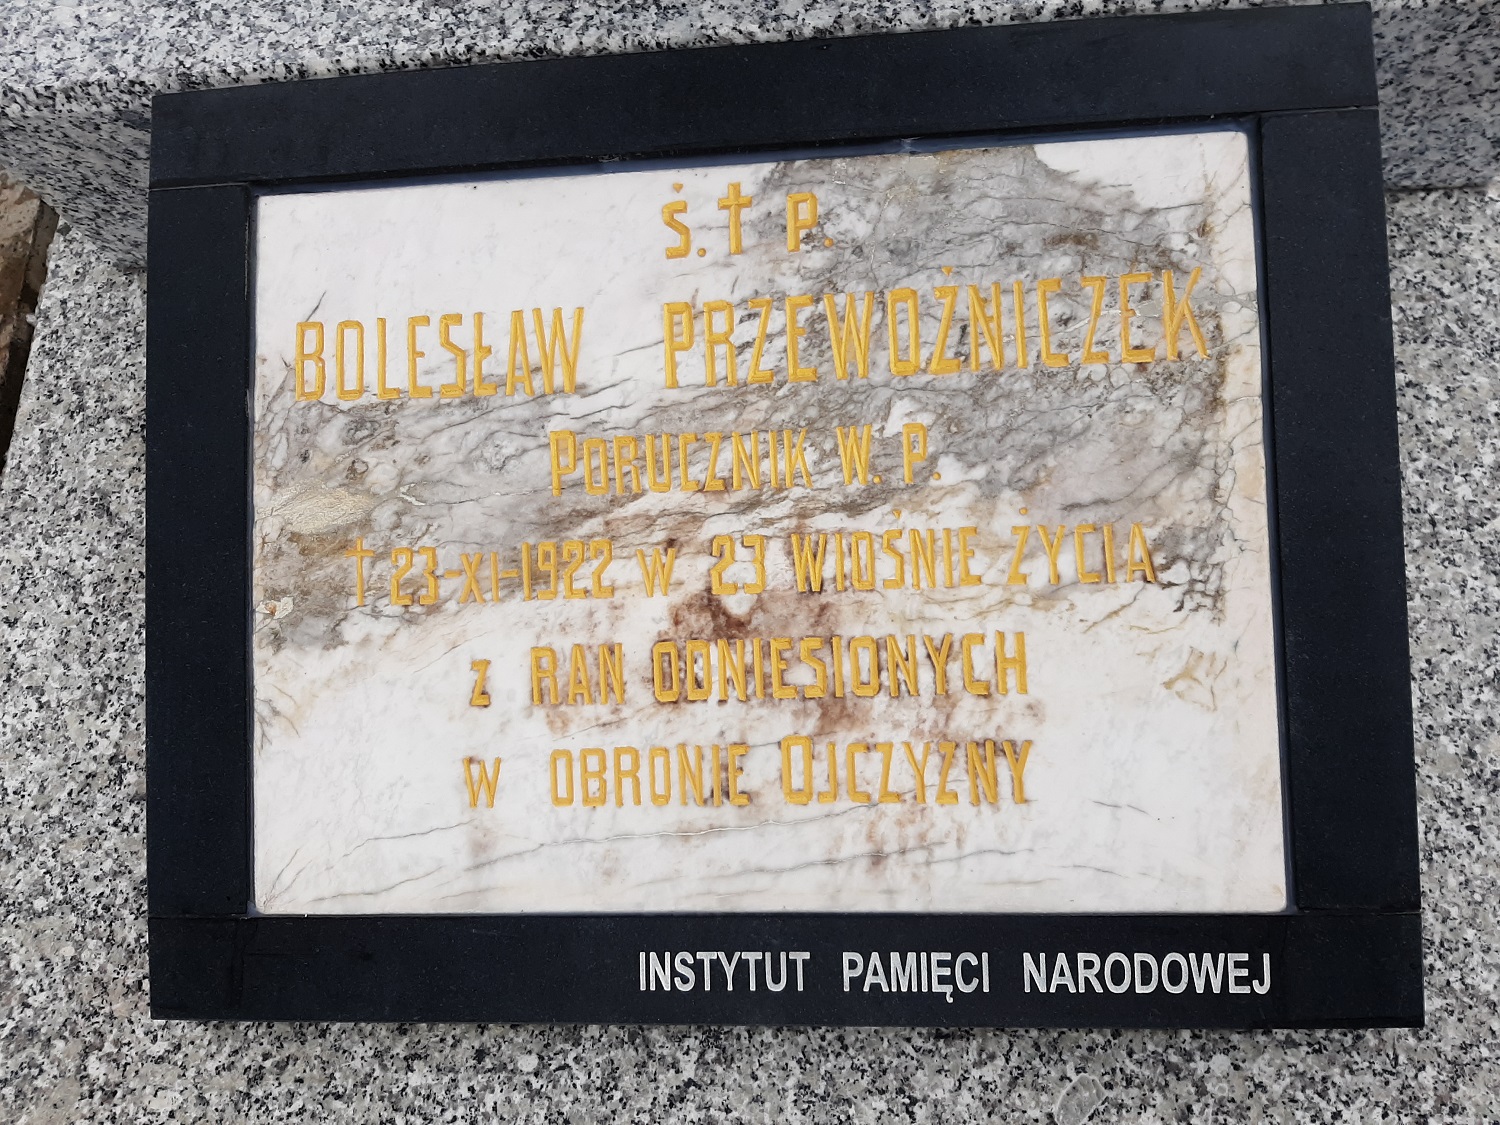 Ś. † P.
BOLESŁAW PRZEWOŹNICZEK
PORUCZNIK W. P.
† 23-XI-1922 W 23 WIOŚNIE ŻYCIA
Z RAN ODNIESIONYCH
W OBRONIE OJCZYZNY
INSTYTUT PAMIĘCI NARODOWEJ